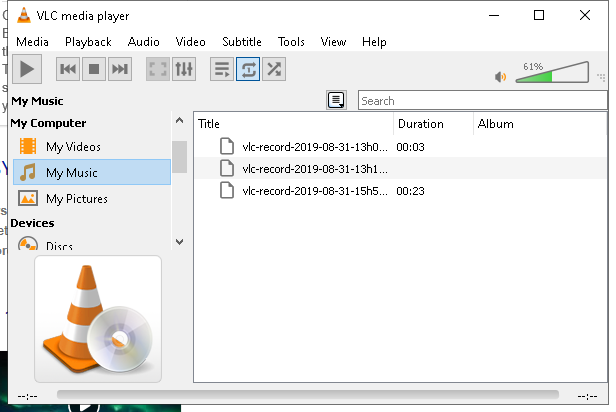 VLC media player
Media Playback Audio Video Subtitle Tools View Help
61%
My Music
Search
My Computer
My Videos
My Music
My Pictures
Devices
Discs
Title Duration Album
vlc-record-2019-08-31-13h0... 00:03
vlc-record-2019-08-31-13h1...
vlc-record-2019-08-31-15h5... 00:23
--:-- --:--